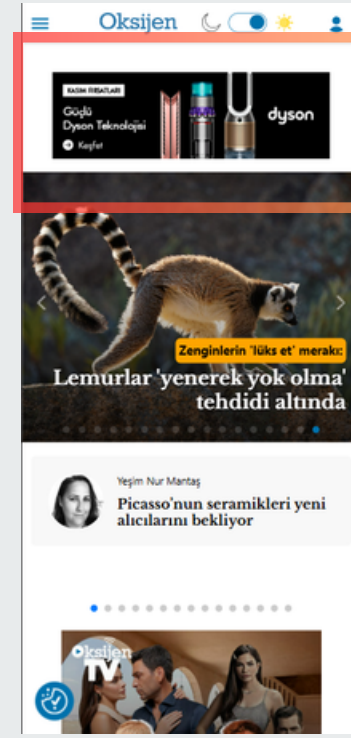 Oksijen
KASIM FIRSATLARI
Güçlü
Dyson Teknolojisi
Keşfet
dyson
Zenginlerin 'lüks et' merakı:
Lemurlar 'yenerek yok olma'
tehdidi altında
Yeşim Nur Mantaş
Picasso'nun seramikleri yeni
alıcılarını bekliyor
Oksijen
TV